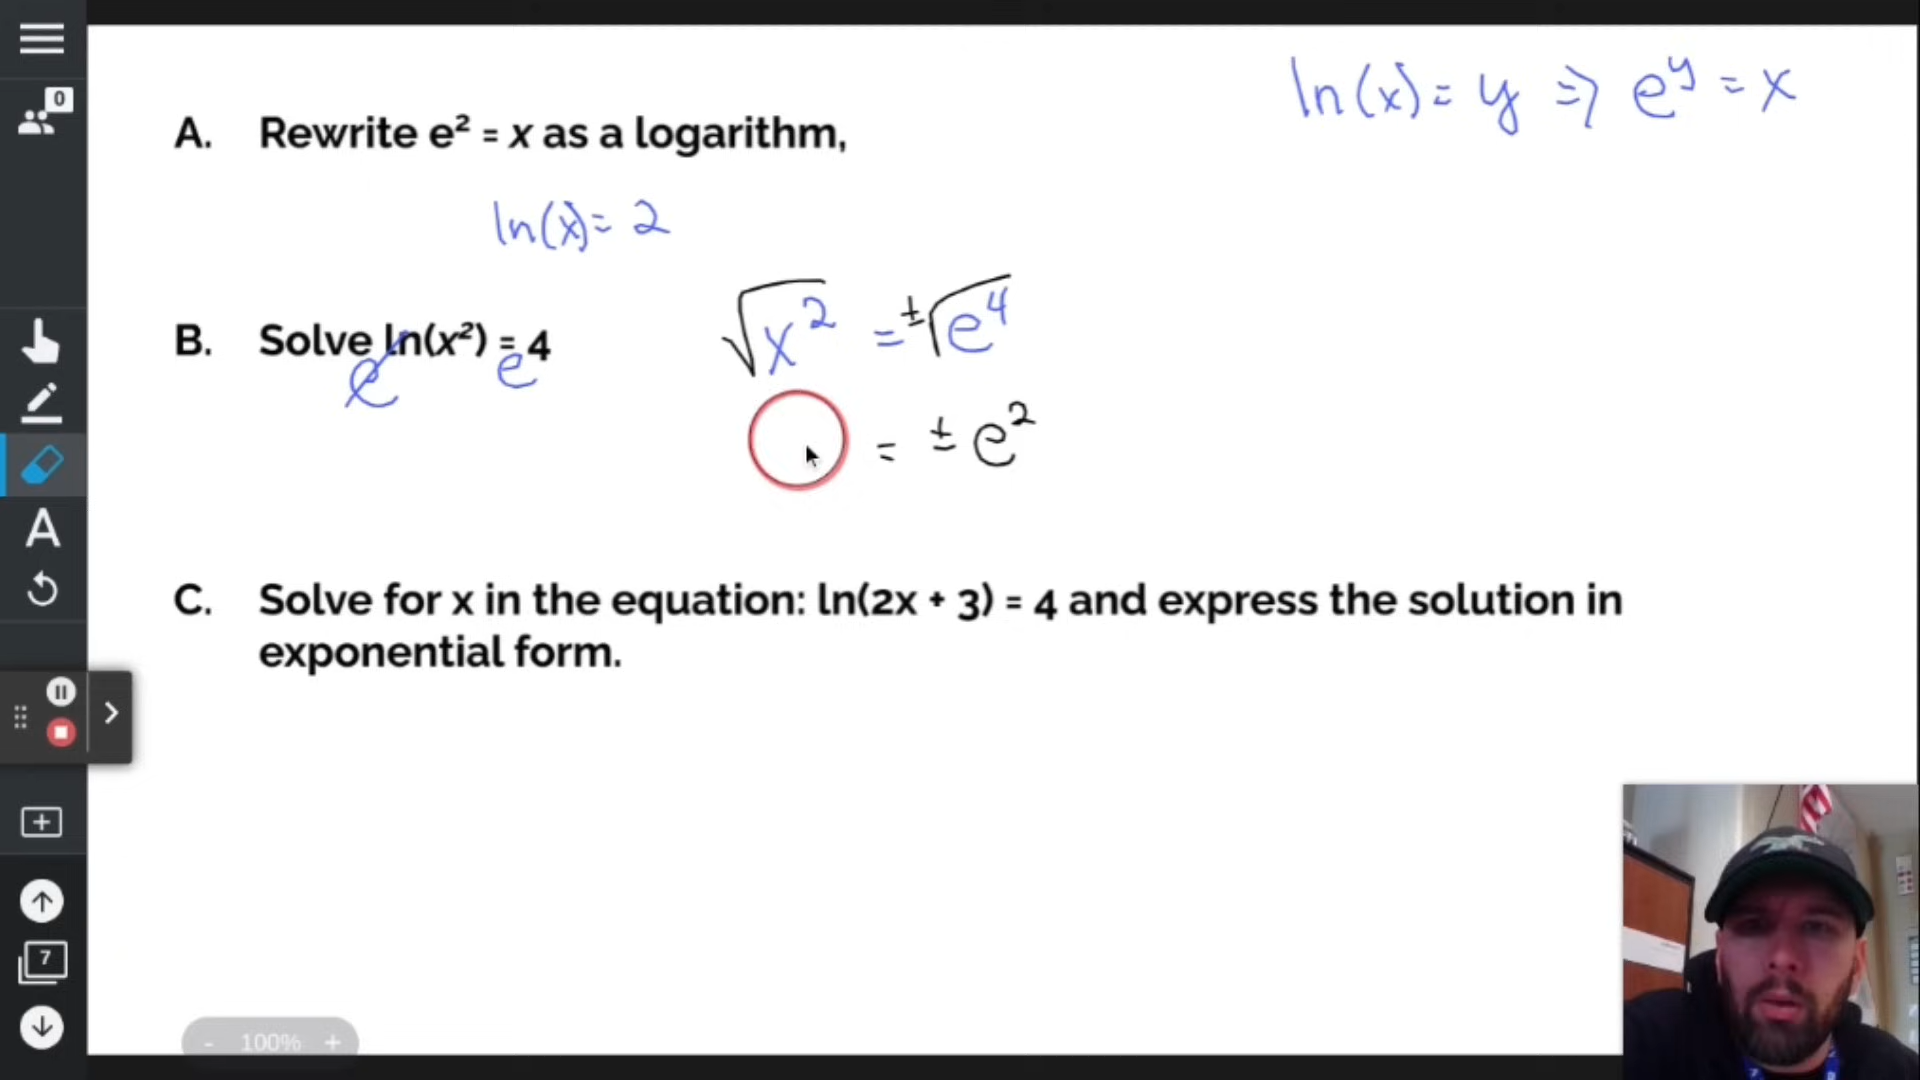 0
ln(x) = y ⇒ e^y = x
A. Rewrite e² = x as a logarithm,
ln(x) = 2
B. Solve ln(x²) = 4
e e
√x² = ±√e⁴
= ± e²
C. Solve for x in the equation: ln(2x + 3) = 4 and express the solution in
exponential form.
A
7
- 100% +